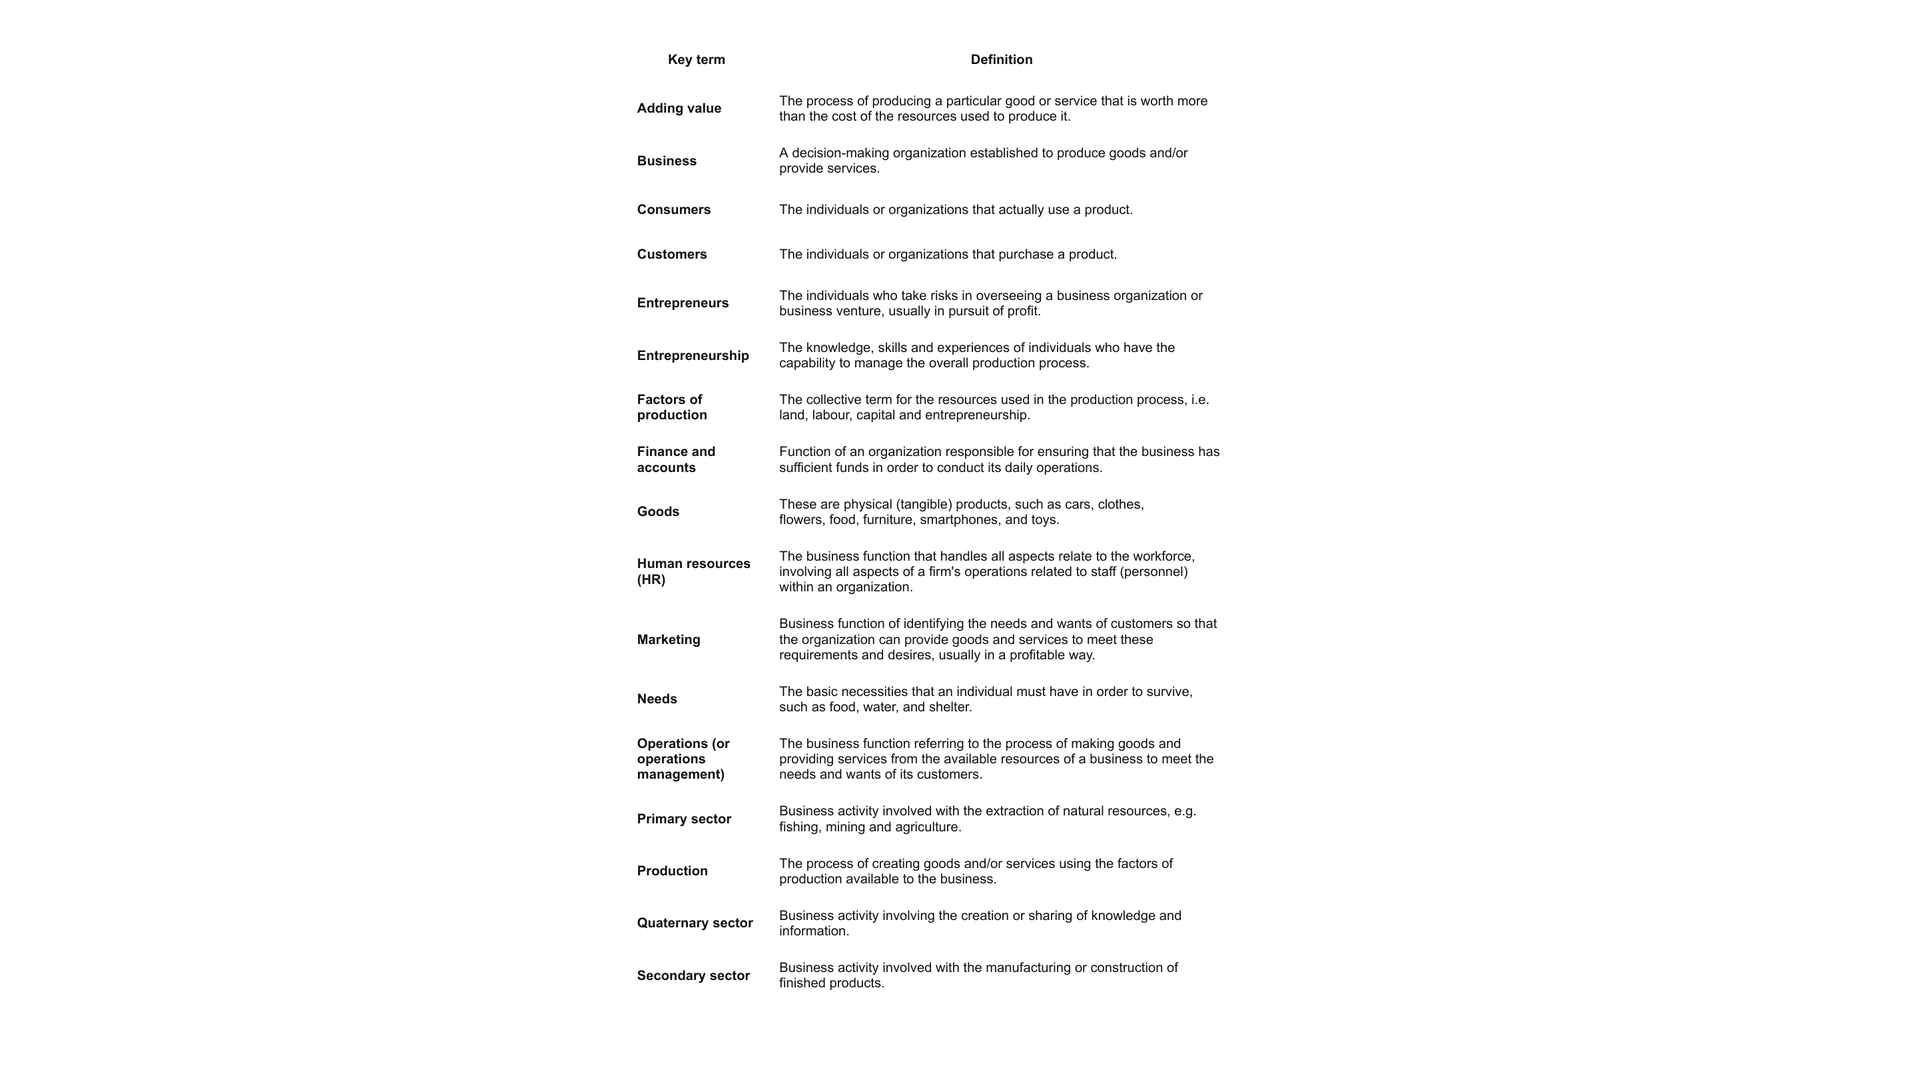 Key term Definition
Adding value
The process of producing a particular good or service that is worth more
than the cost of the resources used to produce it.
Business
A decision-making organization established to produce goods and/or
provide services.
Consumers
The individuals or organizations that actually use a product.
Customers
The individuals or organizations that purchase a product.
Entrepreneurs
The individuals who take risks in overseeing a business organization or
business venture, usually in pursuit of profit.
Entrepreneurship
The knowledge, skills and experiences of individuals who have the
capability to manage the overall production process.
Factors of
production
The collective term for the resources used in the production process, i.e.
land, labour, capital and entrepreneurship.
Finance and
accounts
Function of an organization responsible for ensuring that the business has
sufficient funds in order to conduct its daily operations.
Goods
These are physical (tangible) products, such as cars, clothes,
flowers, food, furniture, smartphones, and toys.
Human resources
(HR)
The business function that handles all aspects relate to the workforce,
involving all aspects of a firm's operations related to staff (personnel)
within an organization.
Marketing
Business function of identifying the needs and wants of customers so that
the organization can provide goods and services to meet these
requirements and desires, usually in a profitable way.
Needs
The basic necessities that an individual must have in order to survive,
such as food, water, and shelter.
Operations (or
operations
management)
The business function referring to the process of making goods and
providing services from the available resources of a business to meet the
needs and wants of its customers.
Primary sector
Business activity involved with the extraction of natural resources, e.g.
fishing, mining and agriculture.
Production
The process of creating goods and/or services using the factors of
production available to the business.
Quaternary sector
Business activity involving the creation or sharing of knowledge and
information.
Secondary sector
Business activity involved with the manufacturing or construction of
finished products.